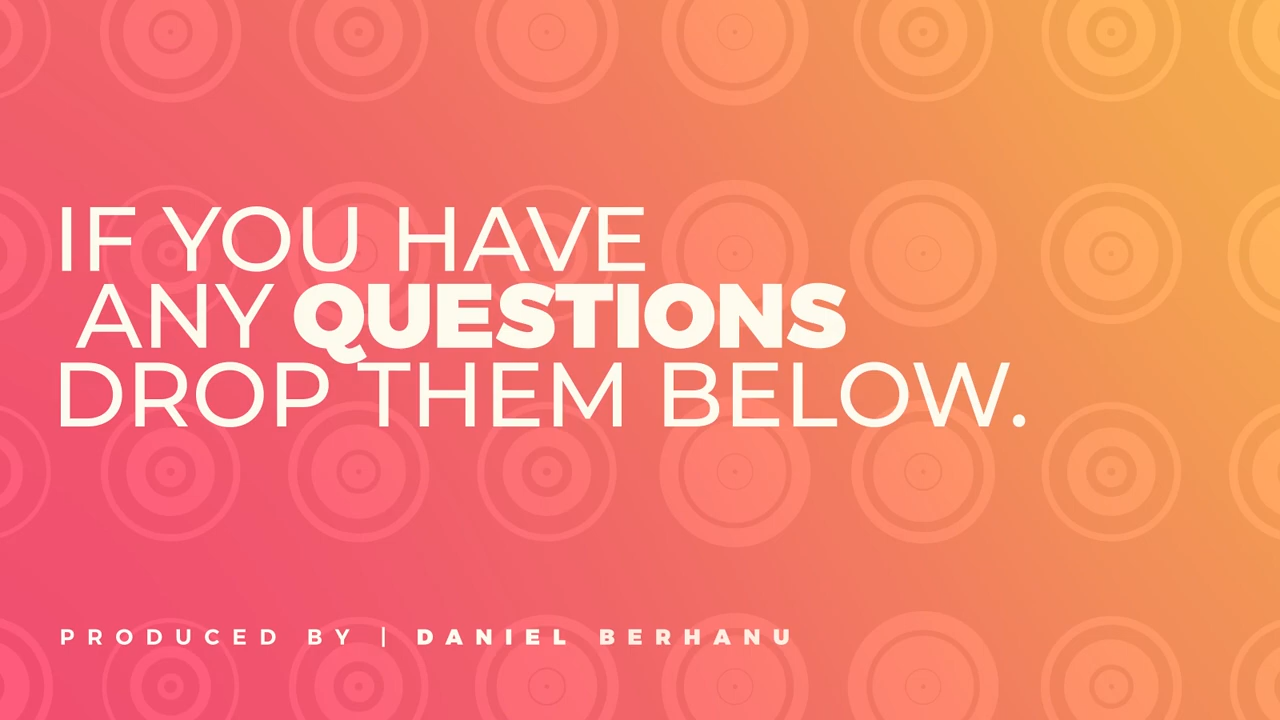 IF YOU HAVE
ANY QUESTIONS
DROP THEM BELOW.
PRODUCED BY | DANIEL BERHANU